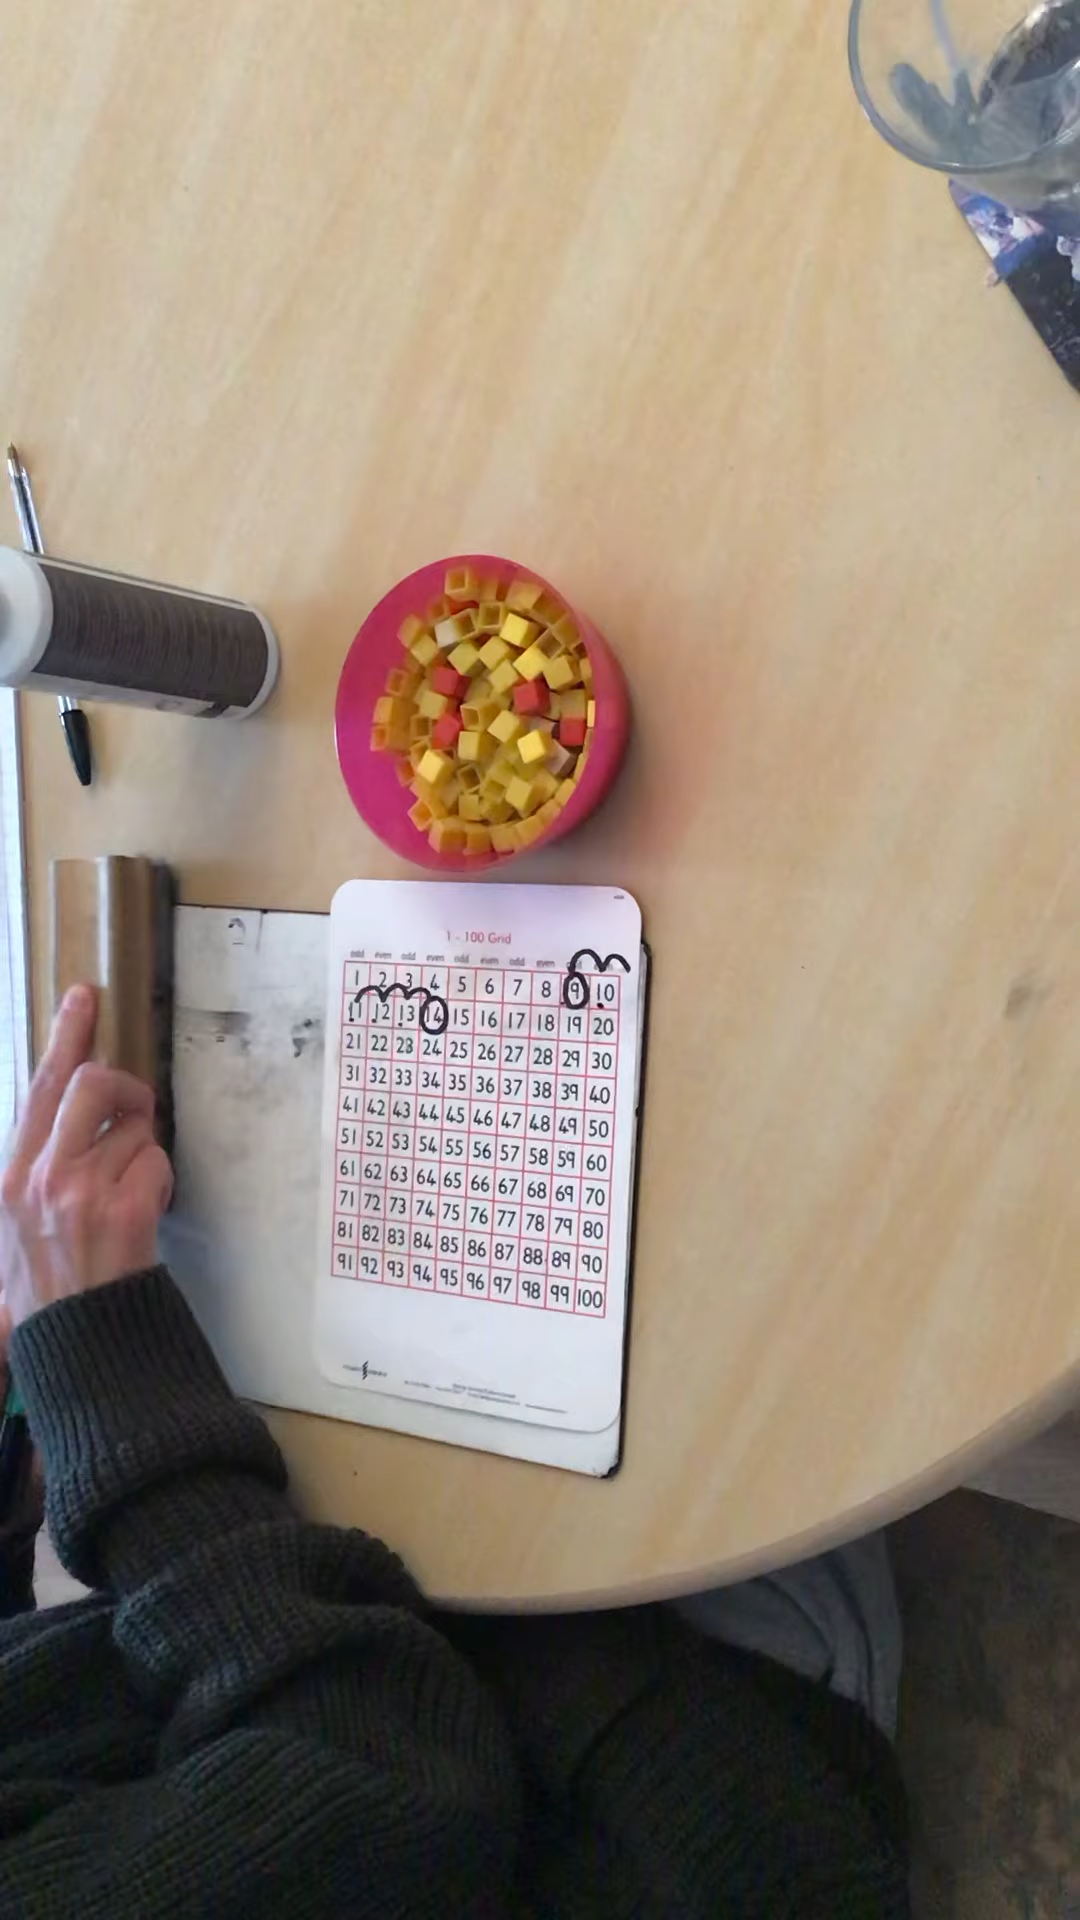 1 - 100 Grid
odd even odd even odd even odd even
1 2 3 4 5 6 7 8 9 10
11 12 13 14 15 16 17 18 19 20
21 22 23 24 25 26 27 28 29 30
31 32 33 34 35 36 37 38 39 40
41 42 43 44 45 46 47 48 49 50
51 52 53 54 55 56 57 58 59 60
61 62 63 64 65 66 67 68 69 70
71 72 73 74 75 76 77 78 79 80
81 82 83 84 85 86 87 88 89 90
91 92 93 94 95 96 97 98 99 100